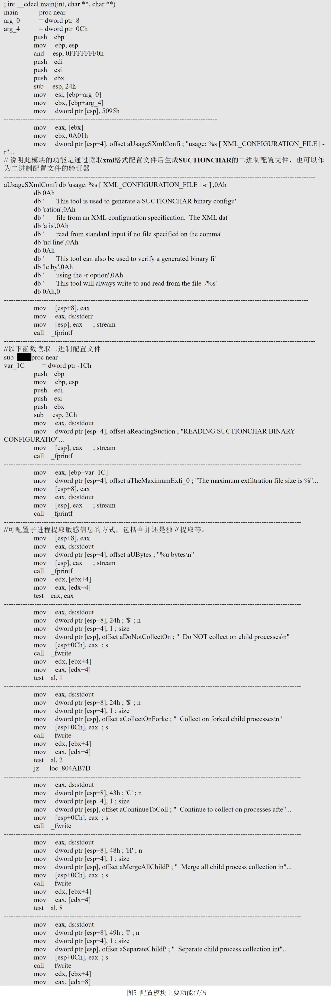 ; int __cdecl main(int, char **, char **)
main proc near
arg_0 = dword ptr 8
arg_4 = dword ptr 0Ch
push ebp
mov ebp, esp
and esp, 0FFFFFFF0h
push edi
push esi
push ebx
sub esp, 24h
mov esi, [ebp+arg_0]
mov ebx, [ebp+arg_4]
mov dword ptr [esp], 5095h
--------------------------------------------------------------------------------------------
mov eax, [ebx]
mov ebx, 0A01h
mov dword ptr [esp+4], offset aUsageSXmlConfi ; "usage: %s [ XML_CONFIGURATION_FILE | -
r"...
// 说明此模块的功能是通过读取xml格式配置文件后生成SUCTIONCHAR的二进制配置文件，也可以作
为二进制配置文件的验证器
--------------------------------------------------------------------------------------------
aUsageSXmlConfi db 'usage: %s [ XML_CONFIGURATION_FILE | -r ]',0Ah
db 0Ah
db ' This tool is used to generate a SUCTIONCHAR binary configu'
db 'ration',0Ah
db ' file from an XML configuration specification. The XML dat'
db 'a is',0Ah
db ' read from standard input if no file specified on the comma'
db 'nd line',0Ah
db 0Ah
db ' This tool can also be used to verify a generated binary fi'
db 'le by',0Ah
db ' using the -r option',0Ah
db ' This tool will always write to and read from the file ./%s'
db 0Ah,0
--------------------------------------------------------------------------------------------
mov [esp+8], eax
mov eax, ds:stderr
mov [esp], eax ; stream
call _fprintf
--------------------------------------------------------------------------------------------
//以下函数读取二进制配置文件
sub_ proc near
var_1C = dword ptr -1Ch
push ebp
mov ebp, esp
push edi
push esi
push ebx
sub esp, 2Ch
mov eax, ds:stdout
mov dword ptr [esp+4], offset aReadingSuction ; "READING SUCTIONCHAR BINARY
CONFIGURATIO"...
mov [esp], eax ; stream
call _fprintf
--------------------------------------------------------------------------------------------
mov eax, [ebp+var_1C]
mov dword ptr [esp+4], offset aTheMaximumExfi_0 ; "The maximum exfiltration file size is %"...
mov [esp+8], eax
mov eax, ds:stdout
mov [esp], eax ; stream
call _fprintf
--------------------------------------------------------------------------------------------
//可配置子进程提取敏感信息的方式，包括合并还是独立提取等。
mov [esp+8], eax
mov eax, ds:stdout
mov dword ptr [esp+4], offset aUBytes ; "%u bytes\n"
mov [esp], eax ; stream
call _fprintf
mov edx, [ebx+4]
mov eax, [edx+4]
test eax, eax
--------------------------------------------------------------------------------------------
mov eax, ds:stdout
mov dword ptr [esp+8], 24h ; '$' ; n
mov dword ptr [esp+4], 1 ; size
mov dword ptr [esp], offset aDoNotCollectOn ; " Do NOT collect on child processes\n"
mov [esp+0Ch], eax ; s
call _fwrite
mov edx, [ebx+4]
mov eax, [edx+4]
test al, 1
--------------------------------------------------------------------------------------------
mov eax, ds:stdout
mov dword ptr [esp+8], 24h ; '$' ; n
mov dword ptr [esp+4], 1 ; size
mov dword ptr [esp], offset aCollectOnForke ; " Collect on forked child processes\n"
mov [esp+0Ch], eax ; s
call _fwrite
mov edx, [ebx+4]
mov eax, [edx+4]
test al, 2
jz loc_804AB7D
--------------------------------------------------------------------------------------------
mov eax, ds:stdout
mov dword ptr [esp+8], 43h ; 'C' ; n
mov dword ptr [esp+4], 1 ; size
mov dword ptr [esp], offset aContinueToColl ; " Continue to collect on processes afte"...
mov [esp+0Ch], eax ; s
call _fwrite
--------------------------------------------------------------------------------------------
mov eax, ds:stdout
mov dword ptr [esp+8], 48h ; 'H' ; n
mov dword ptr [esp+4], 1 ; size
mov dword ptr [esp], offset aMergeAllChildP ; " Merge all child process collection in"...
mov [esp+0Ch], eax ; s
call _fwrite
mov edx, [ebx+4]
mov eax, [edx+4]
test al, 8
--------------------------------------------------------------------------------------------
mov eax, ds:stdout
mov dword ptr [esp+8], 49h ; 'I' ; n
mov dword ptr [esp+4], 1 ; size
mov dword ptr [esp], offset aSeparateChildP ; " Separate child process collection int"...
mov [esp+0Ch], eax ; s
call _fwrite
mov edx, [ebx+4]
mov eax, [edx+8]
图5 配置模块主要功能代码